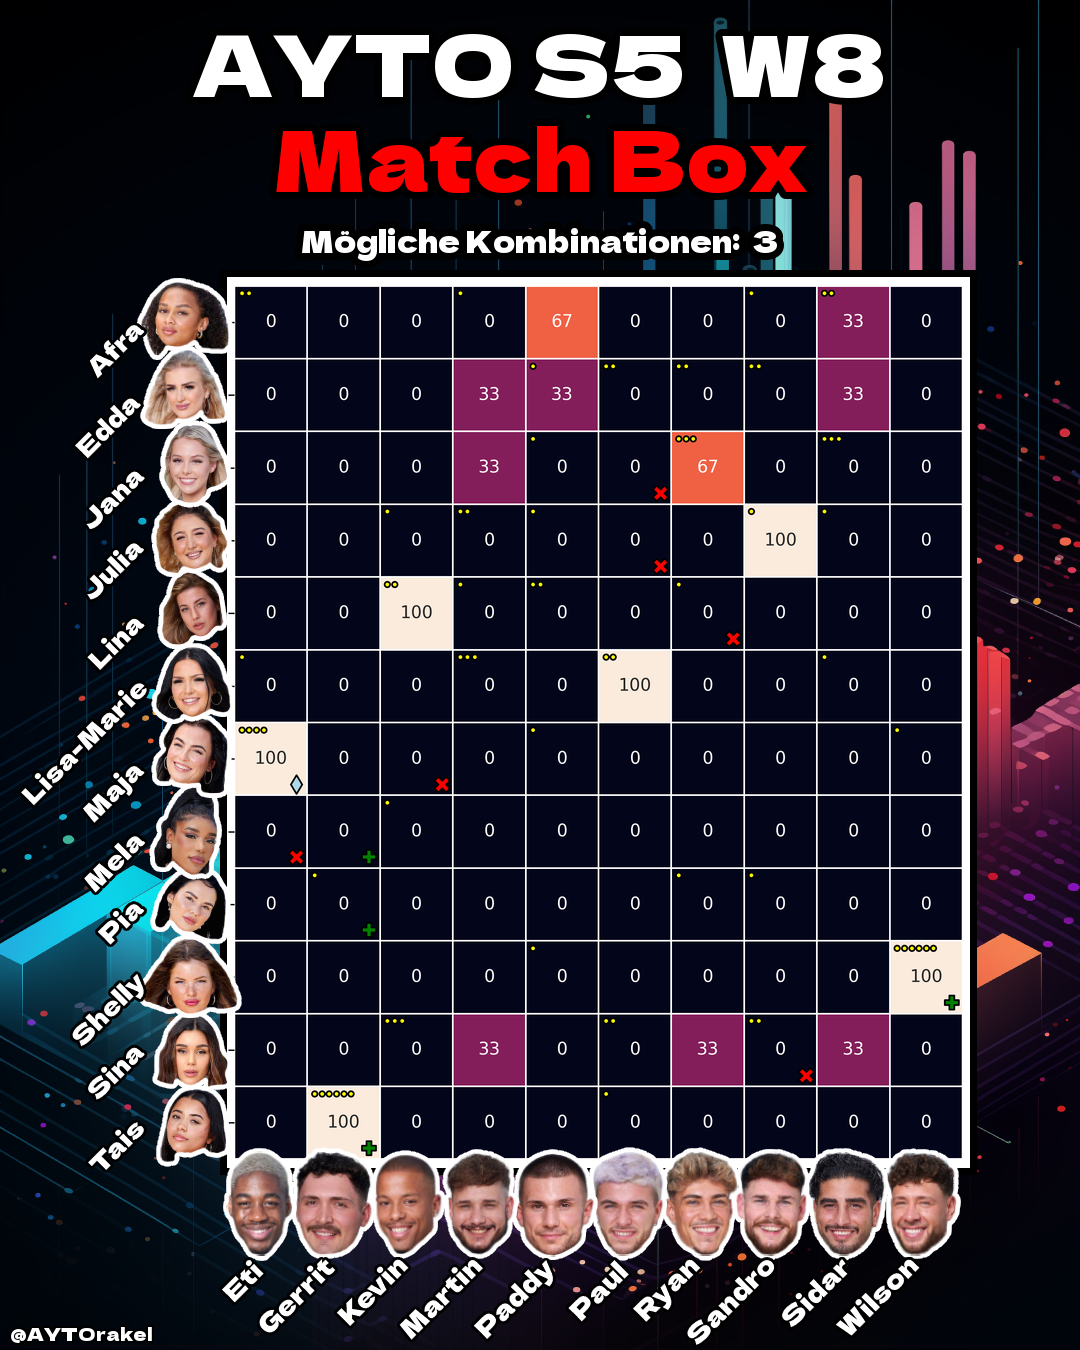 AYTO S5 W8
Match Box
Mögliche Kombinationen: 3
Afra 0 0 0 0 67 0 0 0 33 0
Edda 0 0 0 33 33 0 0 0 33 0
Jana 0 0 0 33 0 0 67 0 0 0
Julia 0 0 0 0 0 0 0 100 0 0
Lina 0 0 100 0 0 0 0 0 0 0
Lisa-Marie 0 0 0 0 0 100 0 0 0 0
Maja 100 0 0 0 0 0 0 0 0 0
Mela 0 0 0 0 0 0 0 0 0 0
Pia 0 0 0 0 0 0 0 0 0 0
Shelly 0 0 0 0 0 0 0 0 0 100
Sina 0 0 0 33 0 0 33 0 33 0
Tais 0 100 0 0 0 0 0 0 0 0
Eti Gerrit Kevin Martin Paddy Paul Ryan Sandro Sidar Wilson
@AYTOrakel